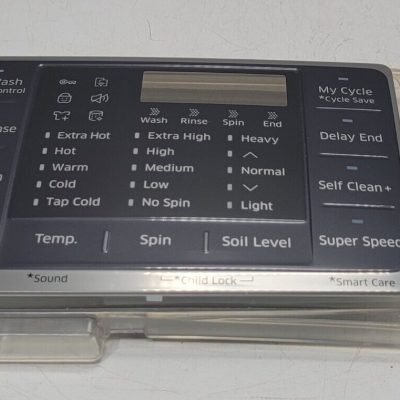 ash
ontrol
nse
My Cycle
*Cycle Save
Delay End
Self Clean+
Super Speed
Wash Rinse Spin End
Extra Hot Extra High Heavy
Hot High
Warm Medium Normal
Cold Low
Tap Cold No Spin Light
Temp. Spin Soil Level
*Sound *Child Lock *Smart Care